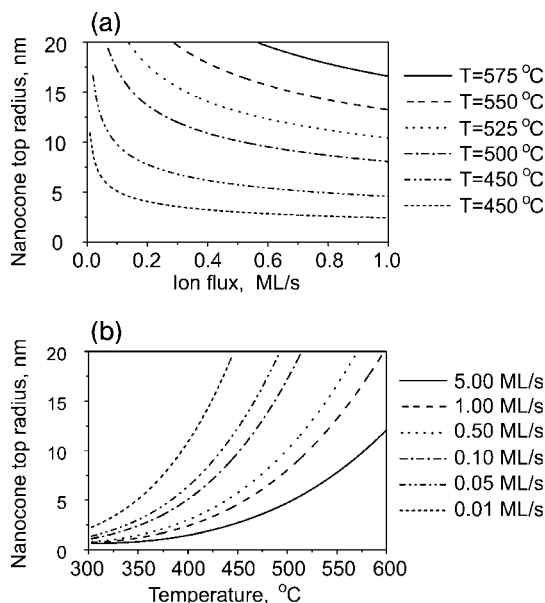 (a)
Nanocone top radius, nm
20
15
10
5
0
0.0 0.2 0.4 0.6 0.8 1.0
Ion flux, ML/s
T=575 °C
T=550 °C
T=525 °C
T=500 °C
T=450 °C
T=450 °C
(b)
Nanocone top radius, nm
20
15
10
5
0
300 350 400 450 500 550 600
Temperature, °C
5.00 ML/s
1.00 ML/s
0.50 ML/s
0.10 ML/s
0.05 ML/s
0.01 ML/s